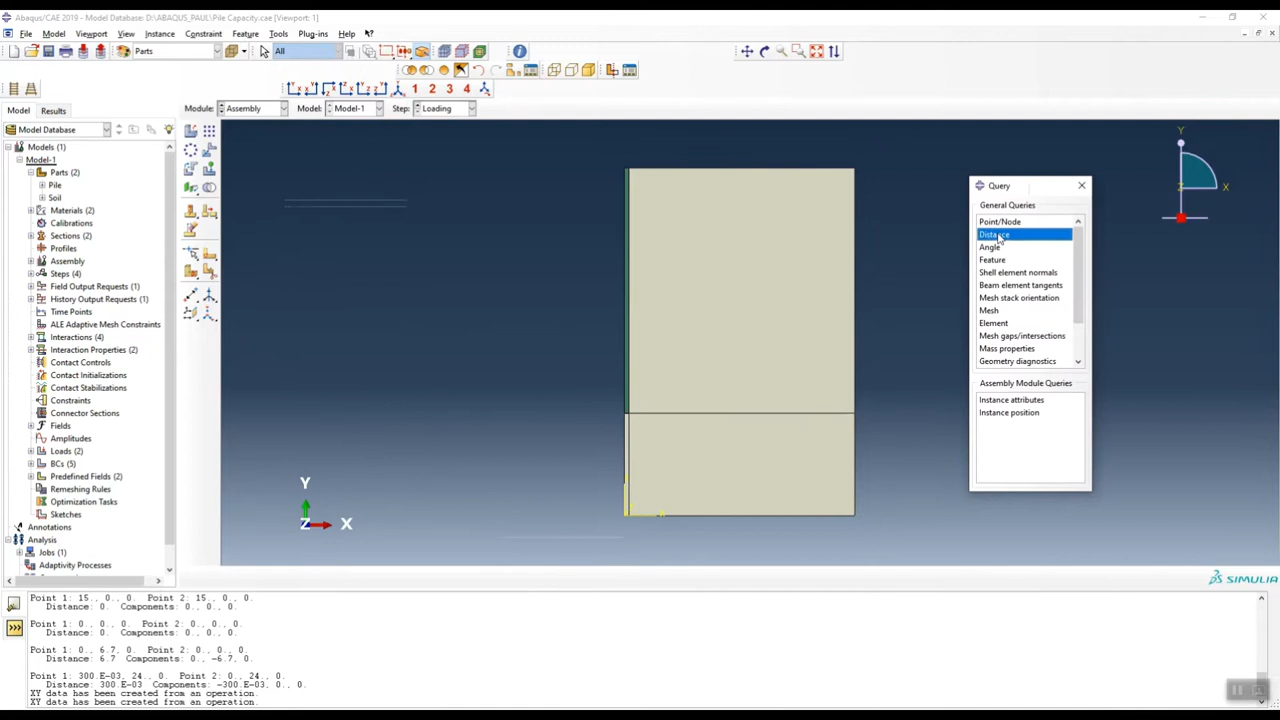 Abaqus/CAE 2019 - Model Database: D:\ABAQUS_PAUL\Pile Capacity.cae [Viewport: 1]
File Model Viewport View Instance Constraint Feature Tools Plug-ins Help
Parts All
1 2 3 4
Model Results Module: Assembly Model: Model-1 Step: Loading
Model Database
Models (1)
Model-1
Parts (2)
Pile
Soil
Materials (2)
Calibrations
Sections (2)
Profiles
Assembly
Steps (4)
Field Output Requests (1)
History Output Requests (1)
Time Points
ALE Adaptive Mesh Constraints
Interactions (4)
Interaction Properties (2)
Contact Controls
Contact Initializations
Contact Stabilizations
Constraints
Connector Sections
Fields
Amplitudes
Loads (2)
BCs (5)
Predefined Fields (2)
Remeshing Rules
Optimization Tasks
Sketches
Annotations
Analysis
Jobs (1)
Adaptivity Processes
Y
Z X
Y
Z X
Query
General Queries
Point/Node
Distance
Angle
Feature
Shell element normals
Beam element tangents
Mesh stack orientation
Mesh
Element
Mesh gaps/intersections
Mass properties
Geometry diagnostics
Assembly Module Queries
Instance attributes
Instance position
SIMULIA
Point 1: 15., 0., 0. Point 2: 15., 0., 0.
Distance: 0. Components: 0., 0., 0.
Point 1: 0., 0., 0. Point 2: 0., 0., 0.
Distance: 0. Components: 0., 0., 0.
Point 1: 0., 6.7, 0. Point 2: 0., 0., 0.
Distance: 6.7 Components: 0., -6.7, 0.
Point 1: 300.E-03, 24., 0. Point 2: 0., 24., 0.
Distance: 300.E-03 Components: -300.E-03, 0., 0.
XY data has been created from an operation.
XY data has been created from an operation.